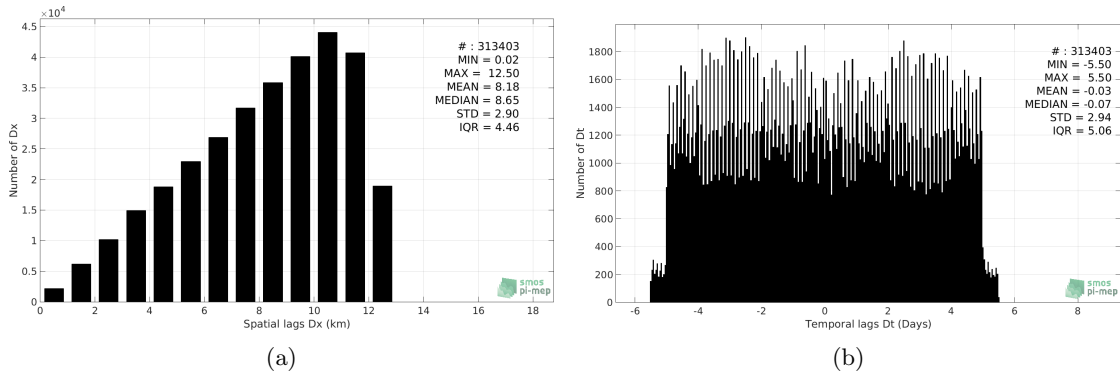 ×10⁴
4.5
4
3.5
3
2.5
2
1.5
1
0.5
0
Number of Dx
# : 313403
MIN = 0.02
MAX = 12.50
MEAN = 8.18
MEDIAN = 8.65
STD = 2.90
IQR = 4.46
smos
pi-mep
0 2 4 6 8 10 12 14 16 18
Spatial lags Dx (km)
(a)
1800
1600
1400
1200
1000
800
600
400
200
0
Number of Dt
# : 313403
MIN = -5.50
MAX = 5.50
MEAN = -0.03
MEDIAN = -0.07
STD = 2.94
IQR = 5.06
smos
pi-mep
-6 -4 -2 0 2 4 6 8
Temporal lags Dt (Days)
(b)